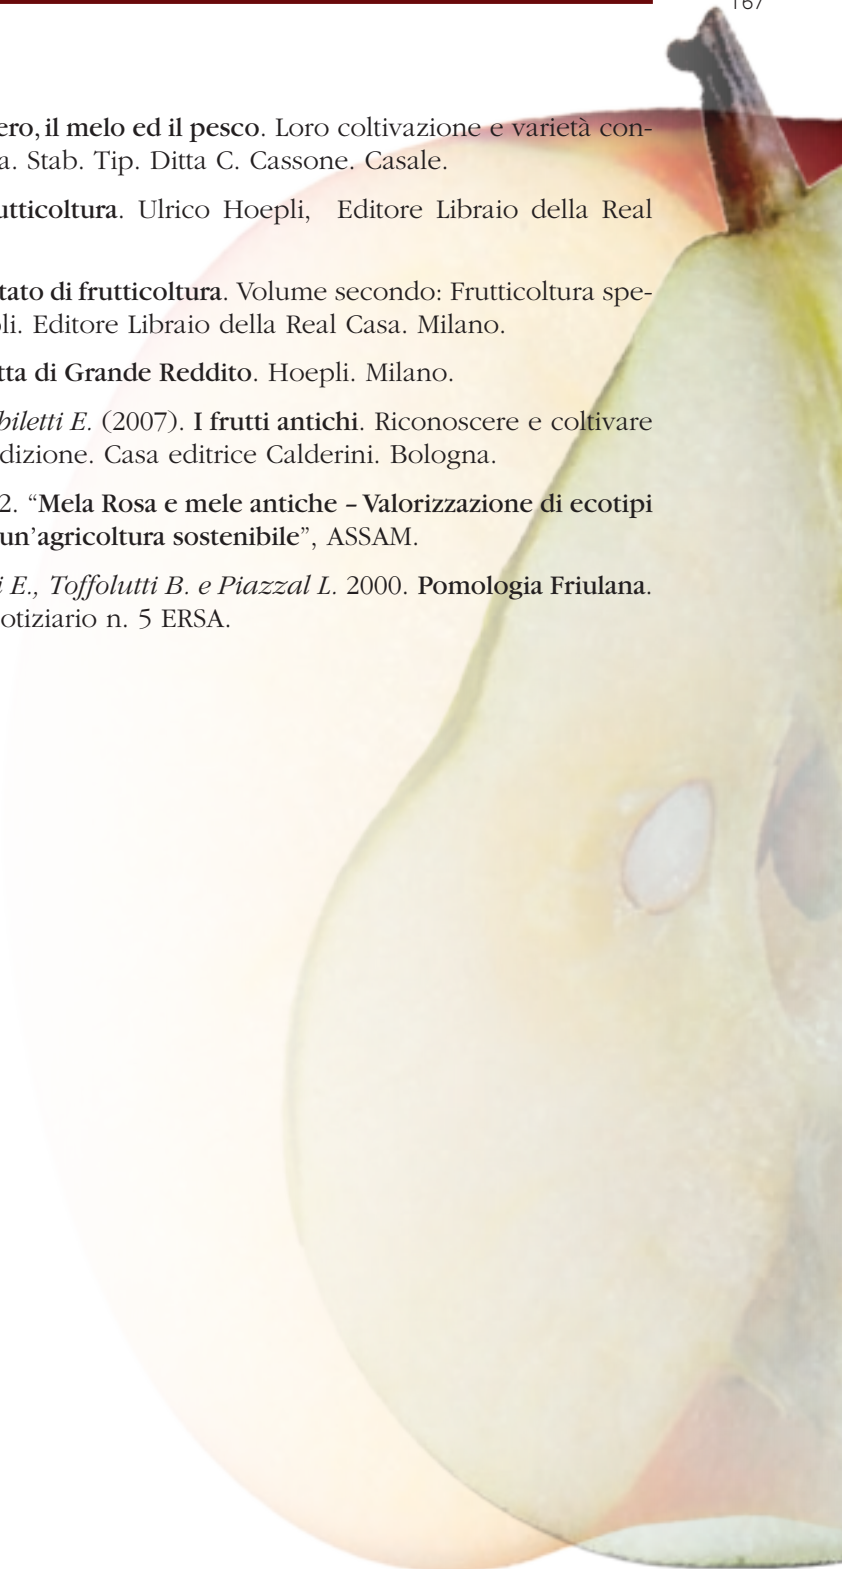 167
ero, il melo ed il pesco. Loro coltivazione e varietà con-
a. Stab. Tip. Ditta C. Cassone. Casale.
utticoltura. Ulrico Hoepli, Editore Libraio della Real
tato di frutticoltura. Volume secondo: Frutticoltura spe-
li. Editore Libraio della Real Casa. Milano.
tta di Grande Reddito. Hoepli. Milano.
biletti E. (2007). I frutti antichi. Riconoscere e coltivare
dizione. Casa editrice Calderini. Bologna.
2. “Mela Rosa e mele antiche – Valorizzazione di ecotipi
un’agricoltura sostenibile”, ASSAM.
i E., Toffolutti B. e Piazzal L. 2000. Pomologia Friulana.
otiziario n. 5 ERSA.